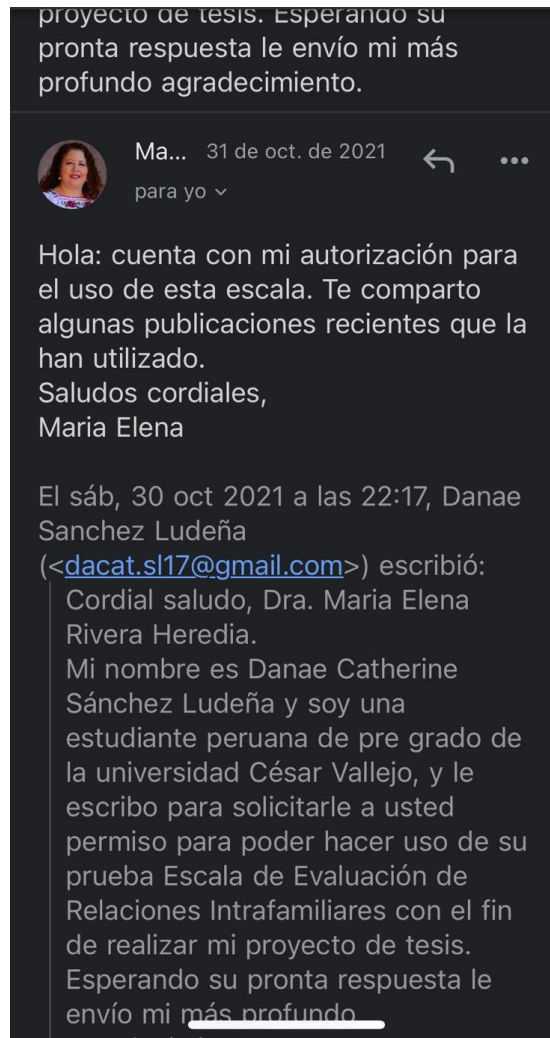 proyecto de tesis. Esperando su
pronta respuesta le envío mi más
profundo agradecimiento.
Ma... 31 de oct. de 2021
para yo
Hola: cuenta con mi autorización para
el uso de esta escala. Te comparto
algunas publicaciones recientes que la
han utilizado.
Saludos cordiales,
Maria Elena
El sáb, 30 oct 2021 a las 22:17, Danae
Sanchez Ludeña
(<dacat.sl17@gmail.com>) escribió:
Cordial saludo, Dra. Maria Elena
Rivera Heredia.
Mi nombre es Danae Catherine
Sánchez Ludeña y soy una
estudiante peruana de pre grado de
la universidad César Vallejo, y le
escribo para solicitarle a usted
permiso para poder hacer uso de su
prueba Escala de Evaluación de
Relaciones Intrafamiliares con el fin
de realizar mi proyecto de tesis.
Esperando su pronta respuesta le
envío mi más profundo